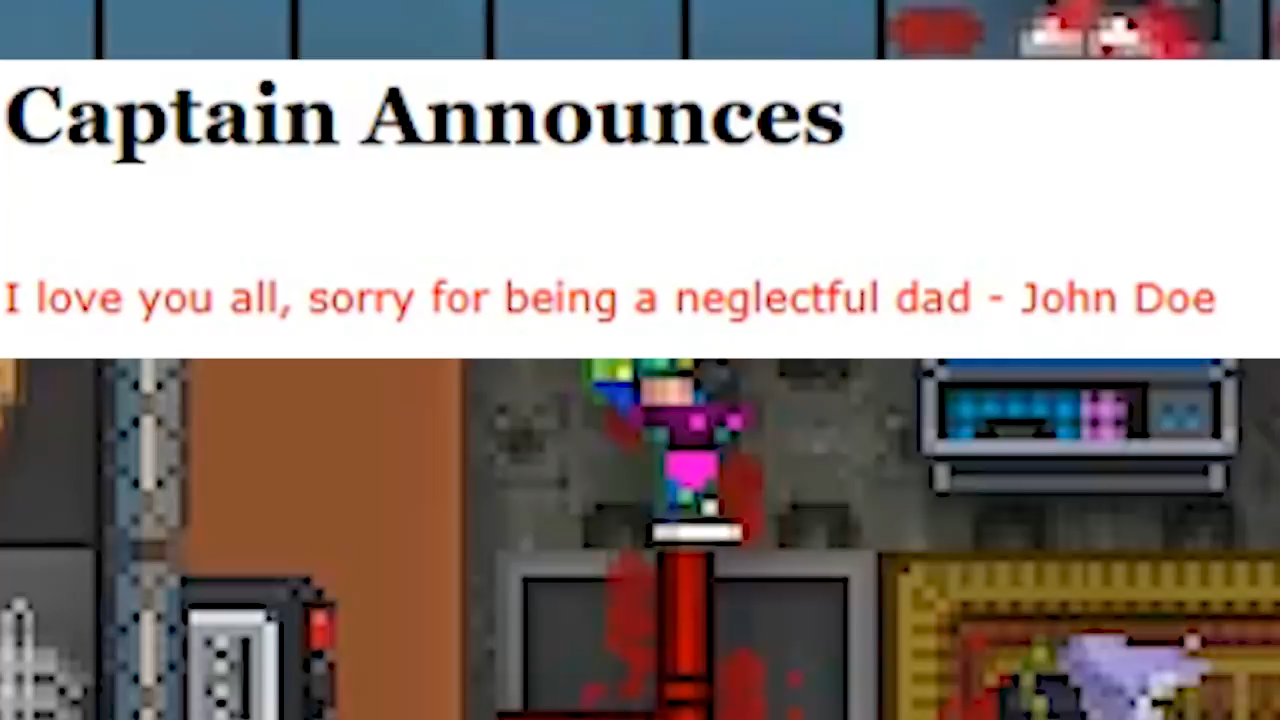 Captain Announces
I love you all, sorry for being a neglectful dad - John Doe